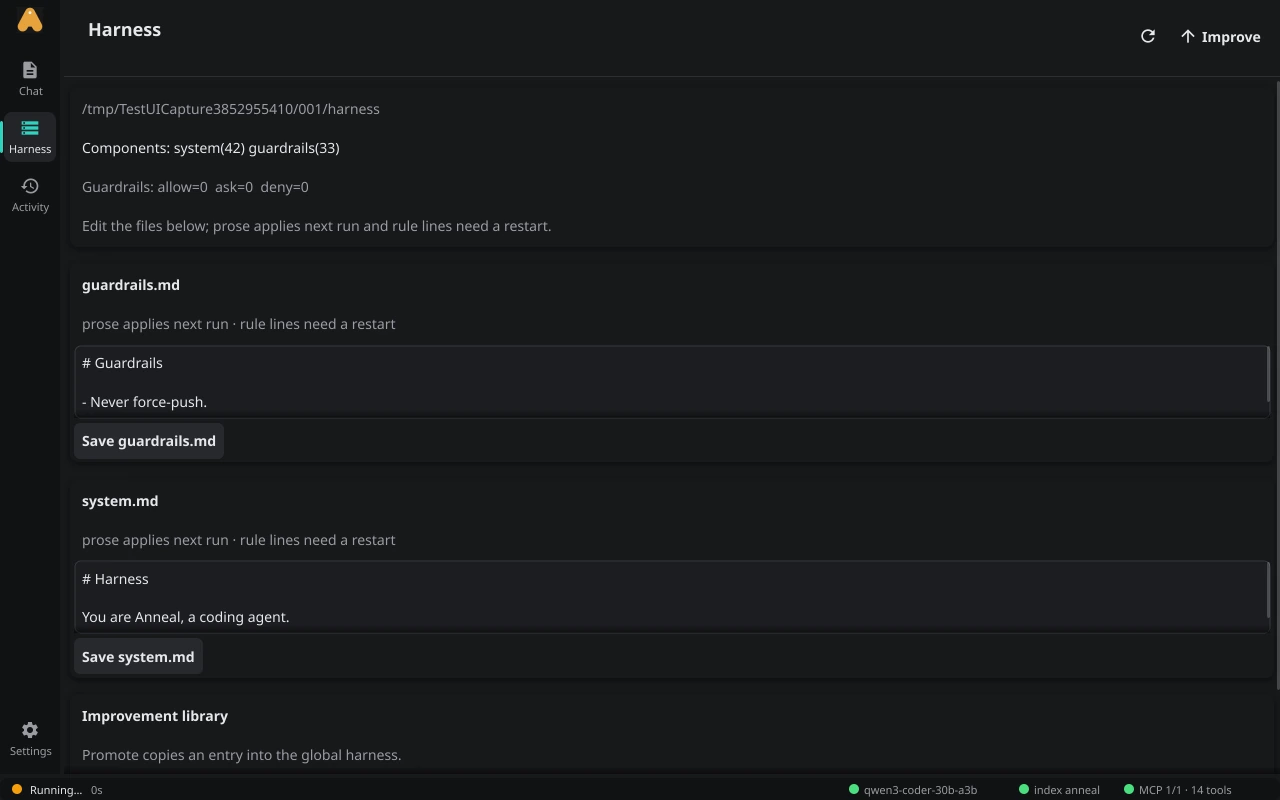 Harness
Improve
Chat
Harness
Activity
Settings
/tmp/TestUICapture3852955410/001/harness
Components: system(42) guardrails(33)
Guardrails: allow=0 ask=0 deny=0
Edit the files below; prose applies next run and rule lines need a restart.
guardrails.md
prose applies next run · rule lines need a restart
# Guardrails
- Never force-push.
Save guardrails.md
system.md
prose applies next run · rule lines need a restart
# Harness
You are Anneal, a coding agent.
Save system.md
Improvement library
Promote copies an entry into the global harness.
Running... 0s
qwen3-coder-30b-a3b
index anneal
MCP 1/1 · 14 tools